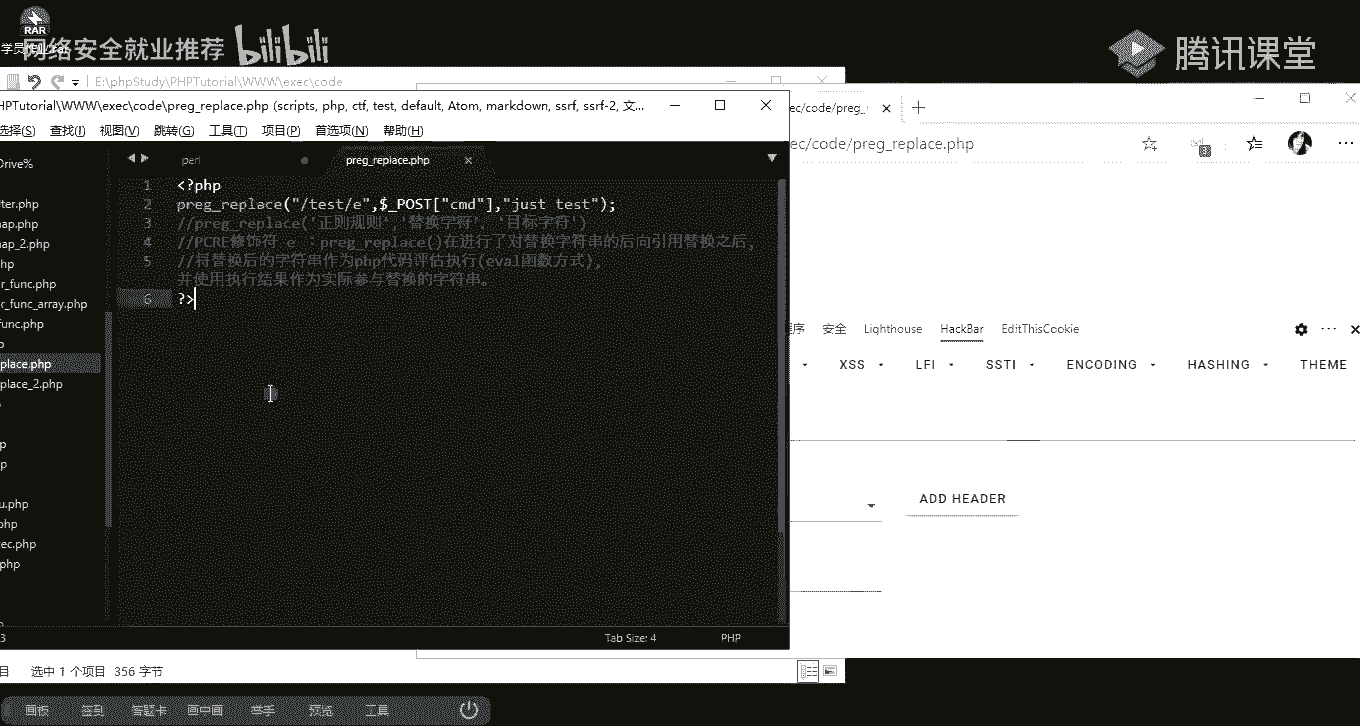 RAR
学员作业.rar
网络安全就业推荐 bilibili
腾讯课堂
E:\phpStudy\PHPTutorial\WWW\exec\code
HPTutorial\WWW\exec\code\preg_replace.php (scripts, php, ctf, test, default, Atom, markdown, ssrf, ssrf-2, 文...
选择(S) 查找(I) 视图(V) 跳转(G) 工具(T) 项目(P) 首选项(N) 帮助(H)
ec/code/preg_
ec/code/preg_replace.php
Drive%
perl
preg_replace.php
1 <?php
2 preg_replace("/test/e",$_POST["cmd"],"just test");
3 //preg_replace('正则规则','替换字符', '目标字符')
4 //PCRE修饰符 e :preg_replace()在进行了对替换字符串的后向引用替换之后,
5 //将替换后的字符串作为php代码评估执行(eval函数方式),
并使用执行结果作为实际参与替换的字符串。
6 ?>
lter.php
nap.php
ap_2.php
hp
r_func.php
r_func_array.php
func.php
p
place.php
place_2.php
p
p
u.php
php
ec.php
php
程序 安全 Lighthouse HackBar EditThisCookie
XSS LFI SSTI ENCODING HASHING THEME
ADD HEADER
3
Tab Size: 4 PHP
目 选中 1 个项目 356 字节
画板 签到 答题卡 画中画 举手 预览 工具